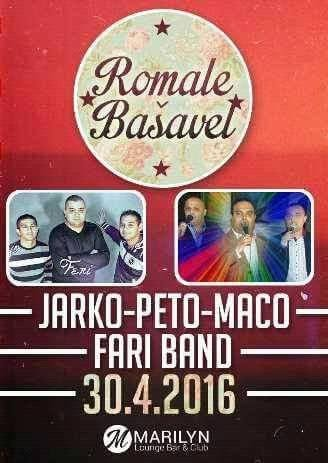 Romale
Bašavel
Feri
JARKO-PETO-MACO
FARI BAND
30.4.2016
M MARILYN
Lounge Bar & Club